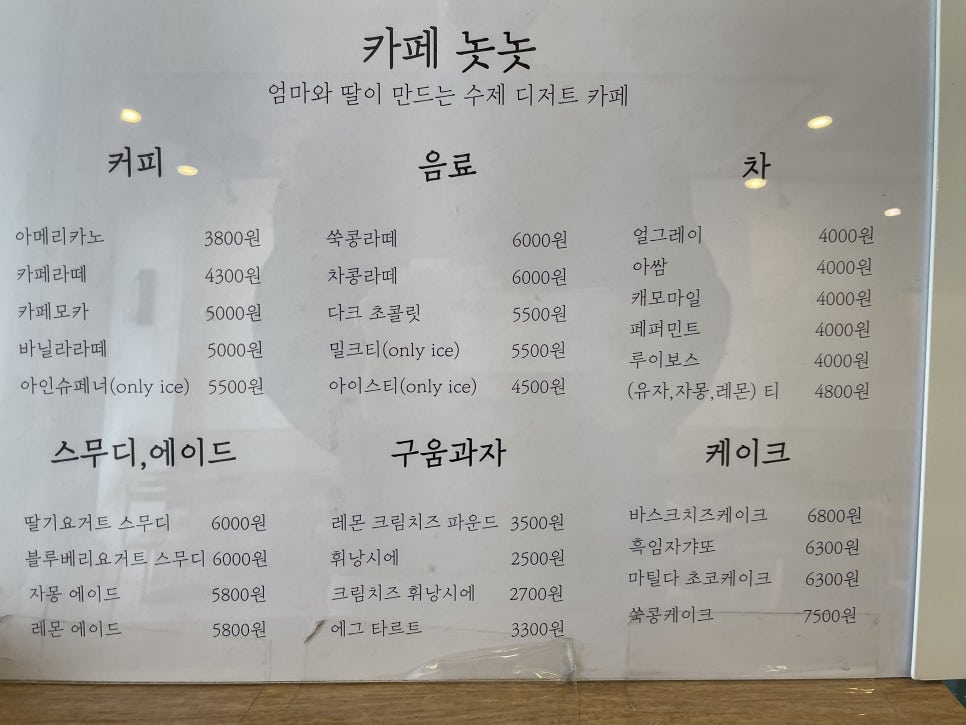 카페 놋놋
엄마와 딸이 만드는 수제 디저트 카페
커피
아메리카노 3800원
카페라떼 4300원
카페모카 5000원
바닐라라떼 5000원
아인슈페너(only ice) 5500원
음료
쑥콩라떼 6000원
차콩라떼 6000원
다크 초콜릿 5500원
밀크티(only ice) 5500원
아이스티(only ice) 4500원
차
얼그레이 4000원
아쌈 4000원
캐모마일 4000원
페퍼민트 4000원
루이보스 4000원
(유자,자몽,레몬) 티 4800원
스무디,에이드
딸기요거트 스무디 6000원
블루베리요거트 스무디 6000원
자몽 에이드 5800원
레몬 에이드 5800원
구움과자
레몬 크림치즈 파운드 3500원
휘낭시에 2500원
크림치즈 휘낭시에 2700원
에그 타르트 3300원
케이크
바스크치즈케이크 6800원
흑임자갸또 6300원
마틸다 초코케이크 6300원
쑥콩케이크 7500원